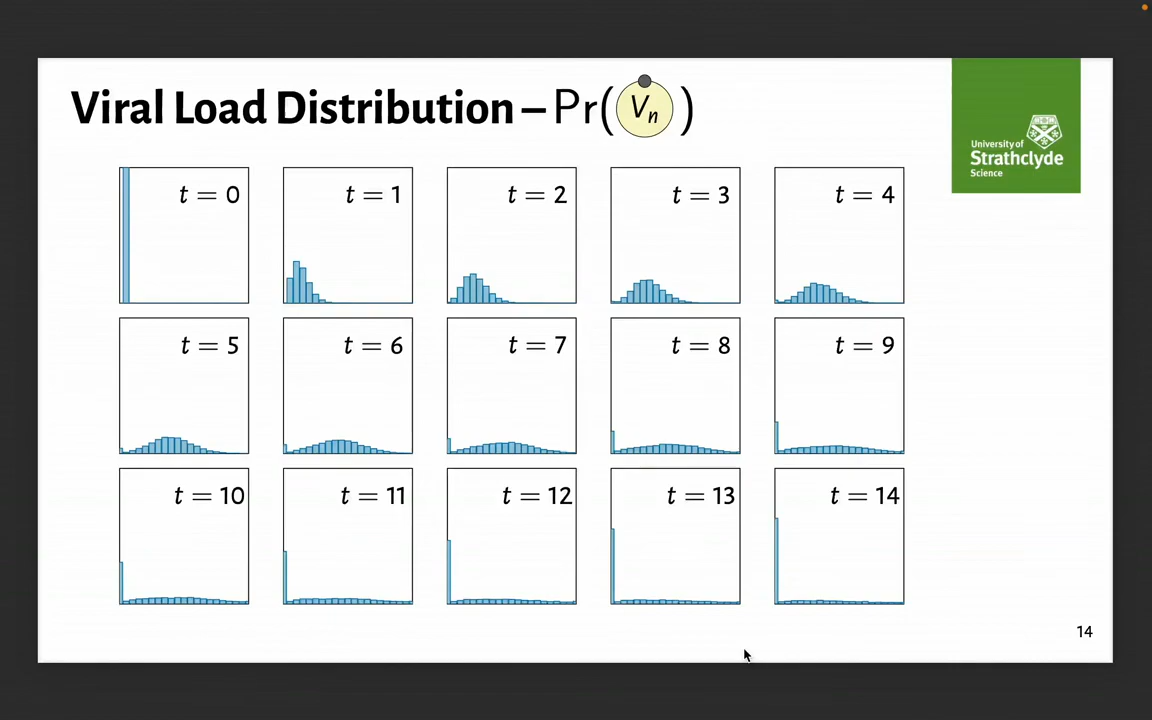 Viral Load Distribution – Pr(Vₙ)
University of
Strathclyde
Science
t = 0
t = 1
t = 2
t = 3
t = 4
t = 5
t = 6
t = 7
t = 8
t = 9
t = 10
t = 11
t = 12
t = 13
t = 14
14